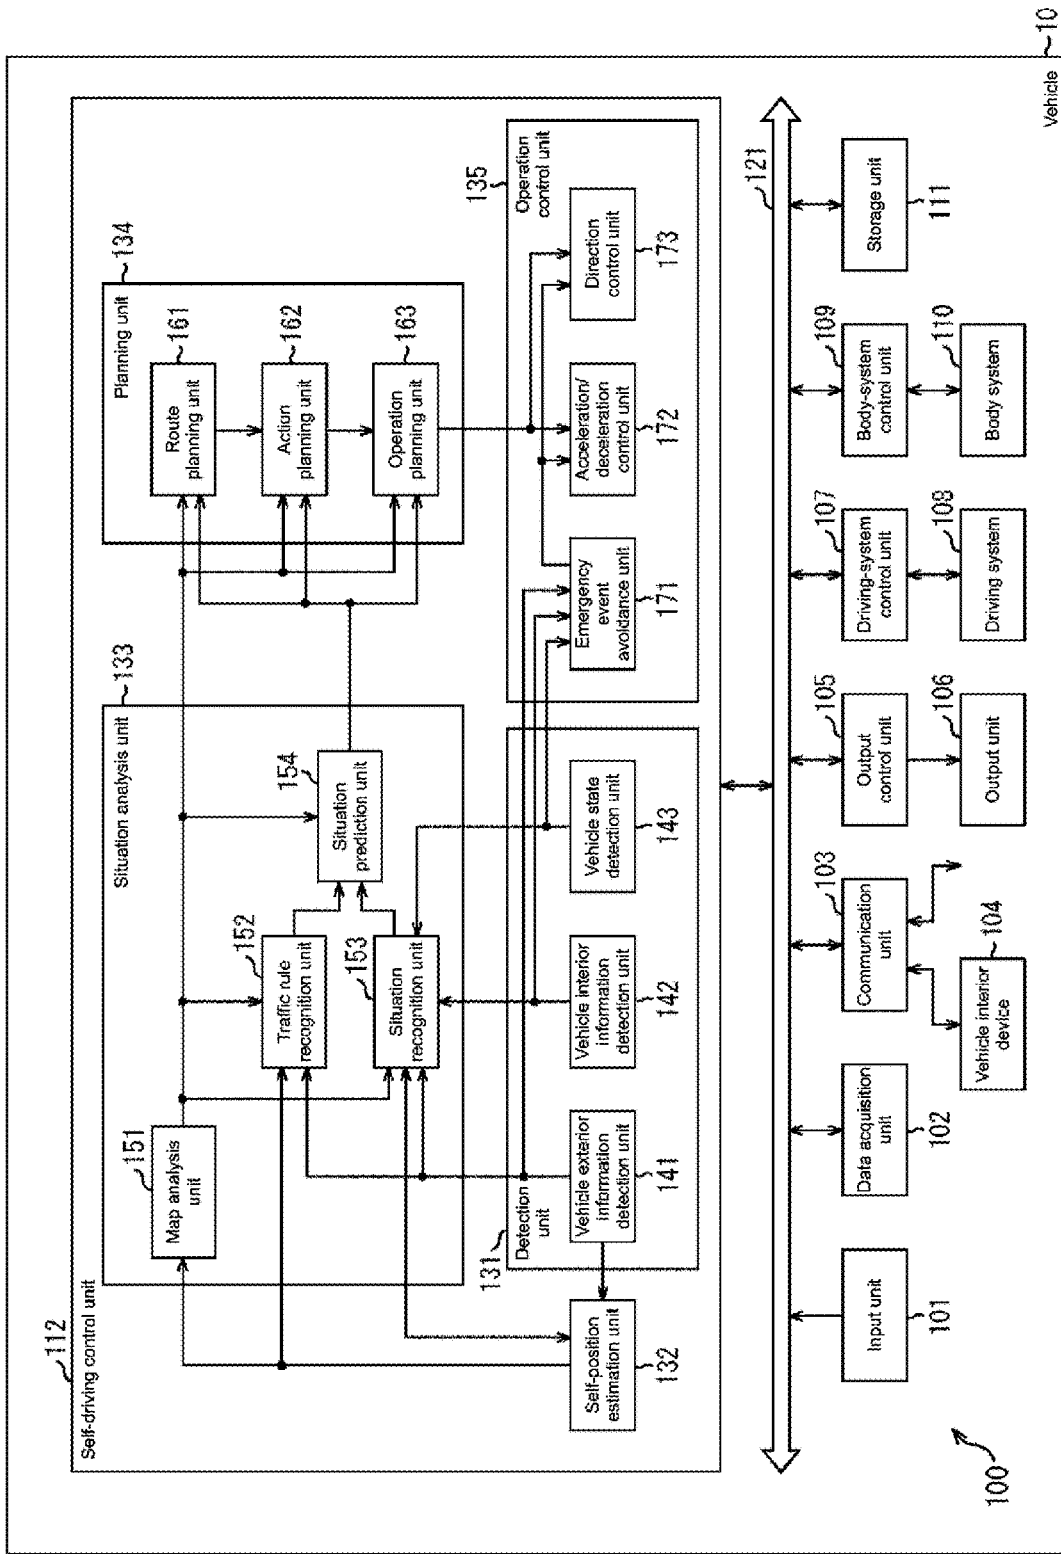 100
Vehicle
10
112
Self-driving control unit
133
Situation analysis unit
151
Map analysis
unit
152
Traffic rule
recognition unit
153
Situation
recognition unit
154
Situation
prediction unit
134
Planning unit
161
Route
planning unit
162
Action
planning unit
163
Operation
planning unit
132
Self-position
estimation unit
131
Detection
unit
Vehicle exterior
information
detection unit
141
Vehicle interior
information
detection unit
142
Vehicle state
detection unit
143
135
Operation
control unit
Emergency
event
avoidance unit
171
Acceleration/
deceleration
control unit
172
Direction
control unit
173
121
Input unit
101
Data acquisition
unit
102
103
Communication
unit
104
Vehicle interior
device
105
Output
control unit
106
Output unit
107
Driving-system
control unit
108
Driving system
109
Body-system
control unit
110
Body system
Storage unit
111